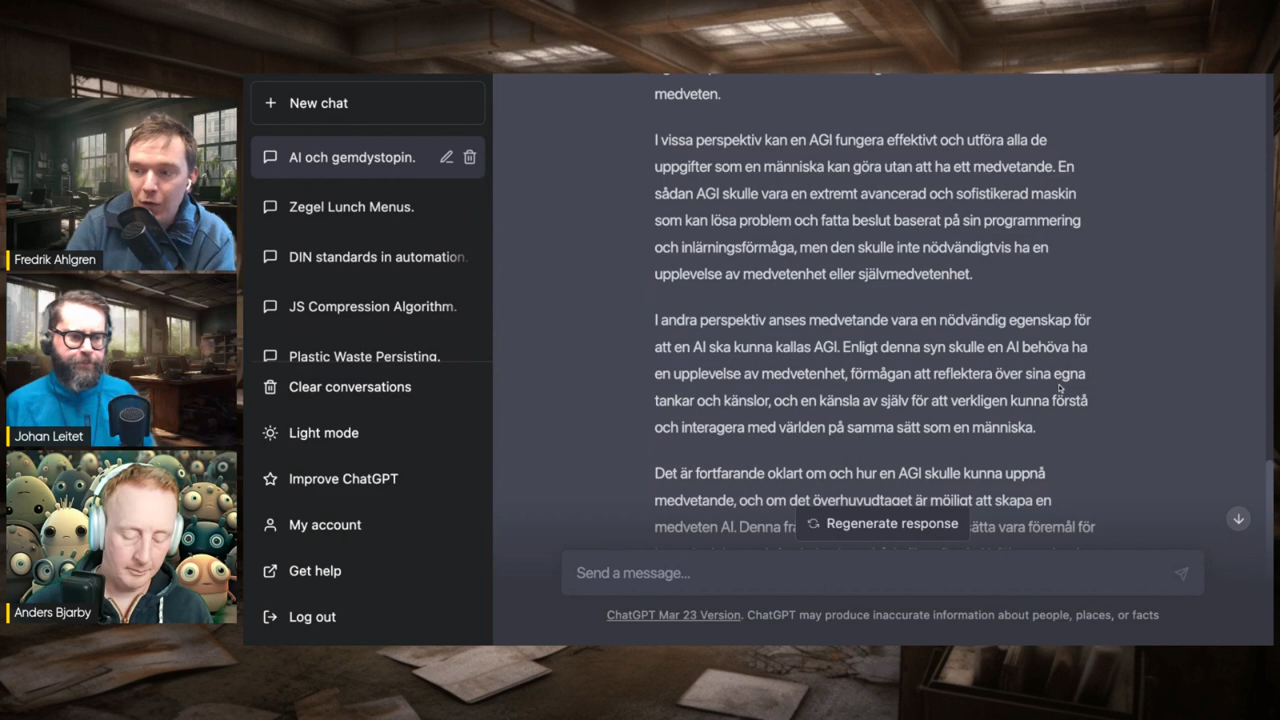 Fredrik Ahlgren
Johan Leitet
Anders Bjarby
New chat
AI och gemdystopin.
Zegel Lunch Menus.
DIN standards in automation.
JS Compression Algorithm.
Plastic Waste Persisting.
Clear conversations
Light mode
Improve ChatGPT
My account
Get help
Log out
medveten.
I vissa perspektiv kan en AGI fungera effektivt och utföra alla de
uppgifter som en människa kan göra utan att ha ett medvetande. En
sådan AGI skulle vara en extremt avancerad och sofistikerad maskin
som kan lösa problem och fatta beslut baserat på sin programmering
och inlärningsförmåga, men den skulle inte nödvändigtvis ha en
upplevelse av medvetenhet eller självmedvetenhet.
I andra perspektiv anses medvetande vara en nödvändig egenskap för
att en AI ska kunna kallas AGI. Enligt denna syn skulle en AI behöva ha
en upplevelse av medvetenhet, förmågan att reflektera över sina egna
tankar och känslor, och en känsla av själv för att verkligen kunna förstå
och interagera med världen på samma sätt som en människa.
Det är fortfarande oklart om och hur en AGI skulle kunna uppnå
medvetande, och om det överhuvudtaget är möjligt att skapa en
medveten AI. Denna
vara föremål för
Regenerate response
Send a message...
ChatGPT Mar 23 Version. ChatGPT may produce inaccurate information about people, places, or facts